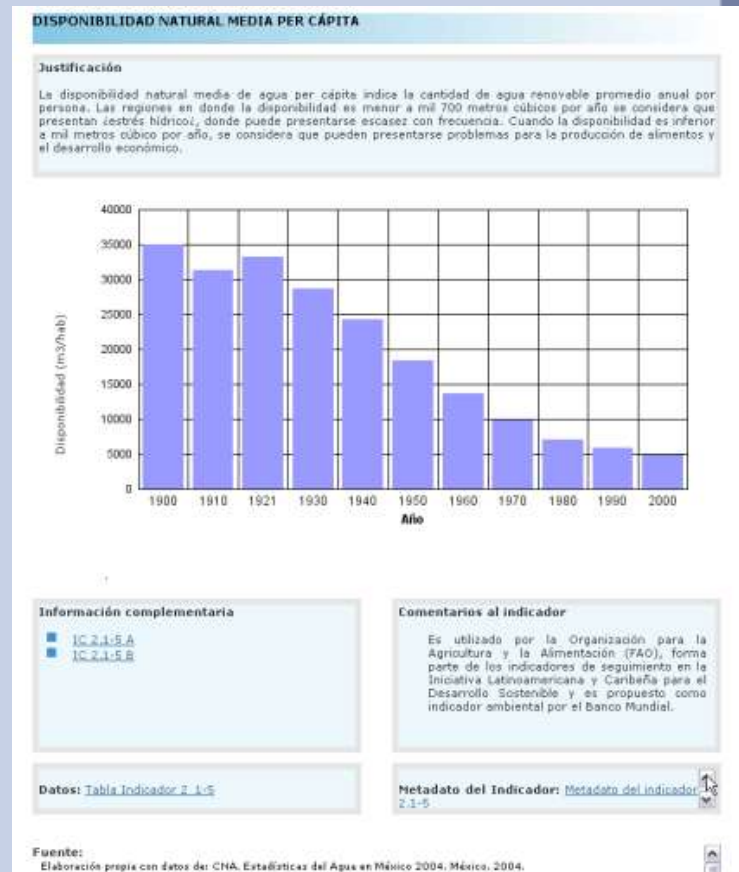 DISPONIBILIDAD NATURAL MEDIA PER CÁPITA
Justificación
La disponibilidad natural media de agua per cápita indica la cantidad de agua renovable promedio anual por
persona. Las regiones en donde la disponibilidad es menor a mil 700 metros cúbicos por año se considera que
presentan ¿estrés hídrico¿, donde puede presentarse escasez con frecuencia. Cuando la disponibilidad es inferior
a mil metros cúbico por año, se considera que pueden presentarse problemas para la producción de alimentos y
el desarrollo económico.
40000
35000
30000
25000
20000
15000
10000
5000
0
Disponibilidad (m3/hab)
1900 1910 1921 1930 1940 1950 1960 1970 1980 1990 2000
Año
Información complementaria
IC 2.1-5 A
IC 2.1-5 B
Comentarios al indicador
Es utilizado por la Organización para la
Agricultura y la Alimentación (FAO), forma
parte de los indicadores de seguimiento en la
Iniciativa Latinoamericana y Caribeña para el
Desarrollo Sostenible y es propuesto como
indicador ambiental por el Banco Mundial.
Datos: Tabla Indicador 2_1-5
Metadato del Indicador: Metadato del indicador
2.1-5
Fuente:
Elaboración propia con datos de: CNA. Estadísticas del Agua en México 2004. México. 2004.